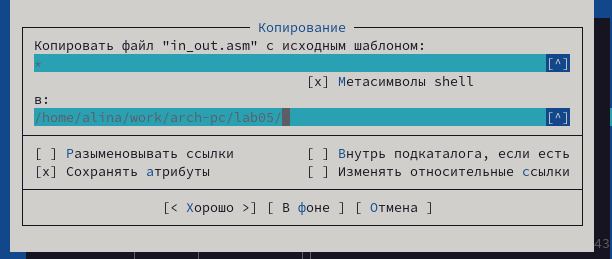 Копирование
Копировать файл "in_out.asm" с исходным шаблоном:
* [^]
[x] Метасимволы shell
в:
/home/alina/work/arch-pc/lab05/ [^]
[ ] Разыменовывать ссылки [ ] Внутрь подкаталога, если есть
[x] Сохранять атрибуты [ ] Изменять относительные ссылки
[< Хорошо >] [ В фоне ] [ Отмена ]
43